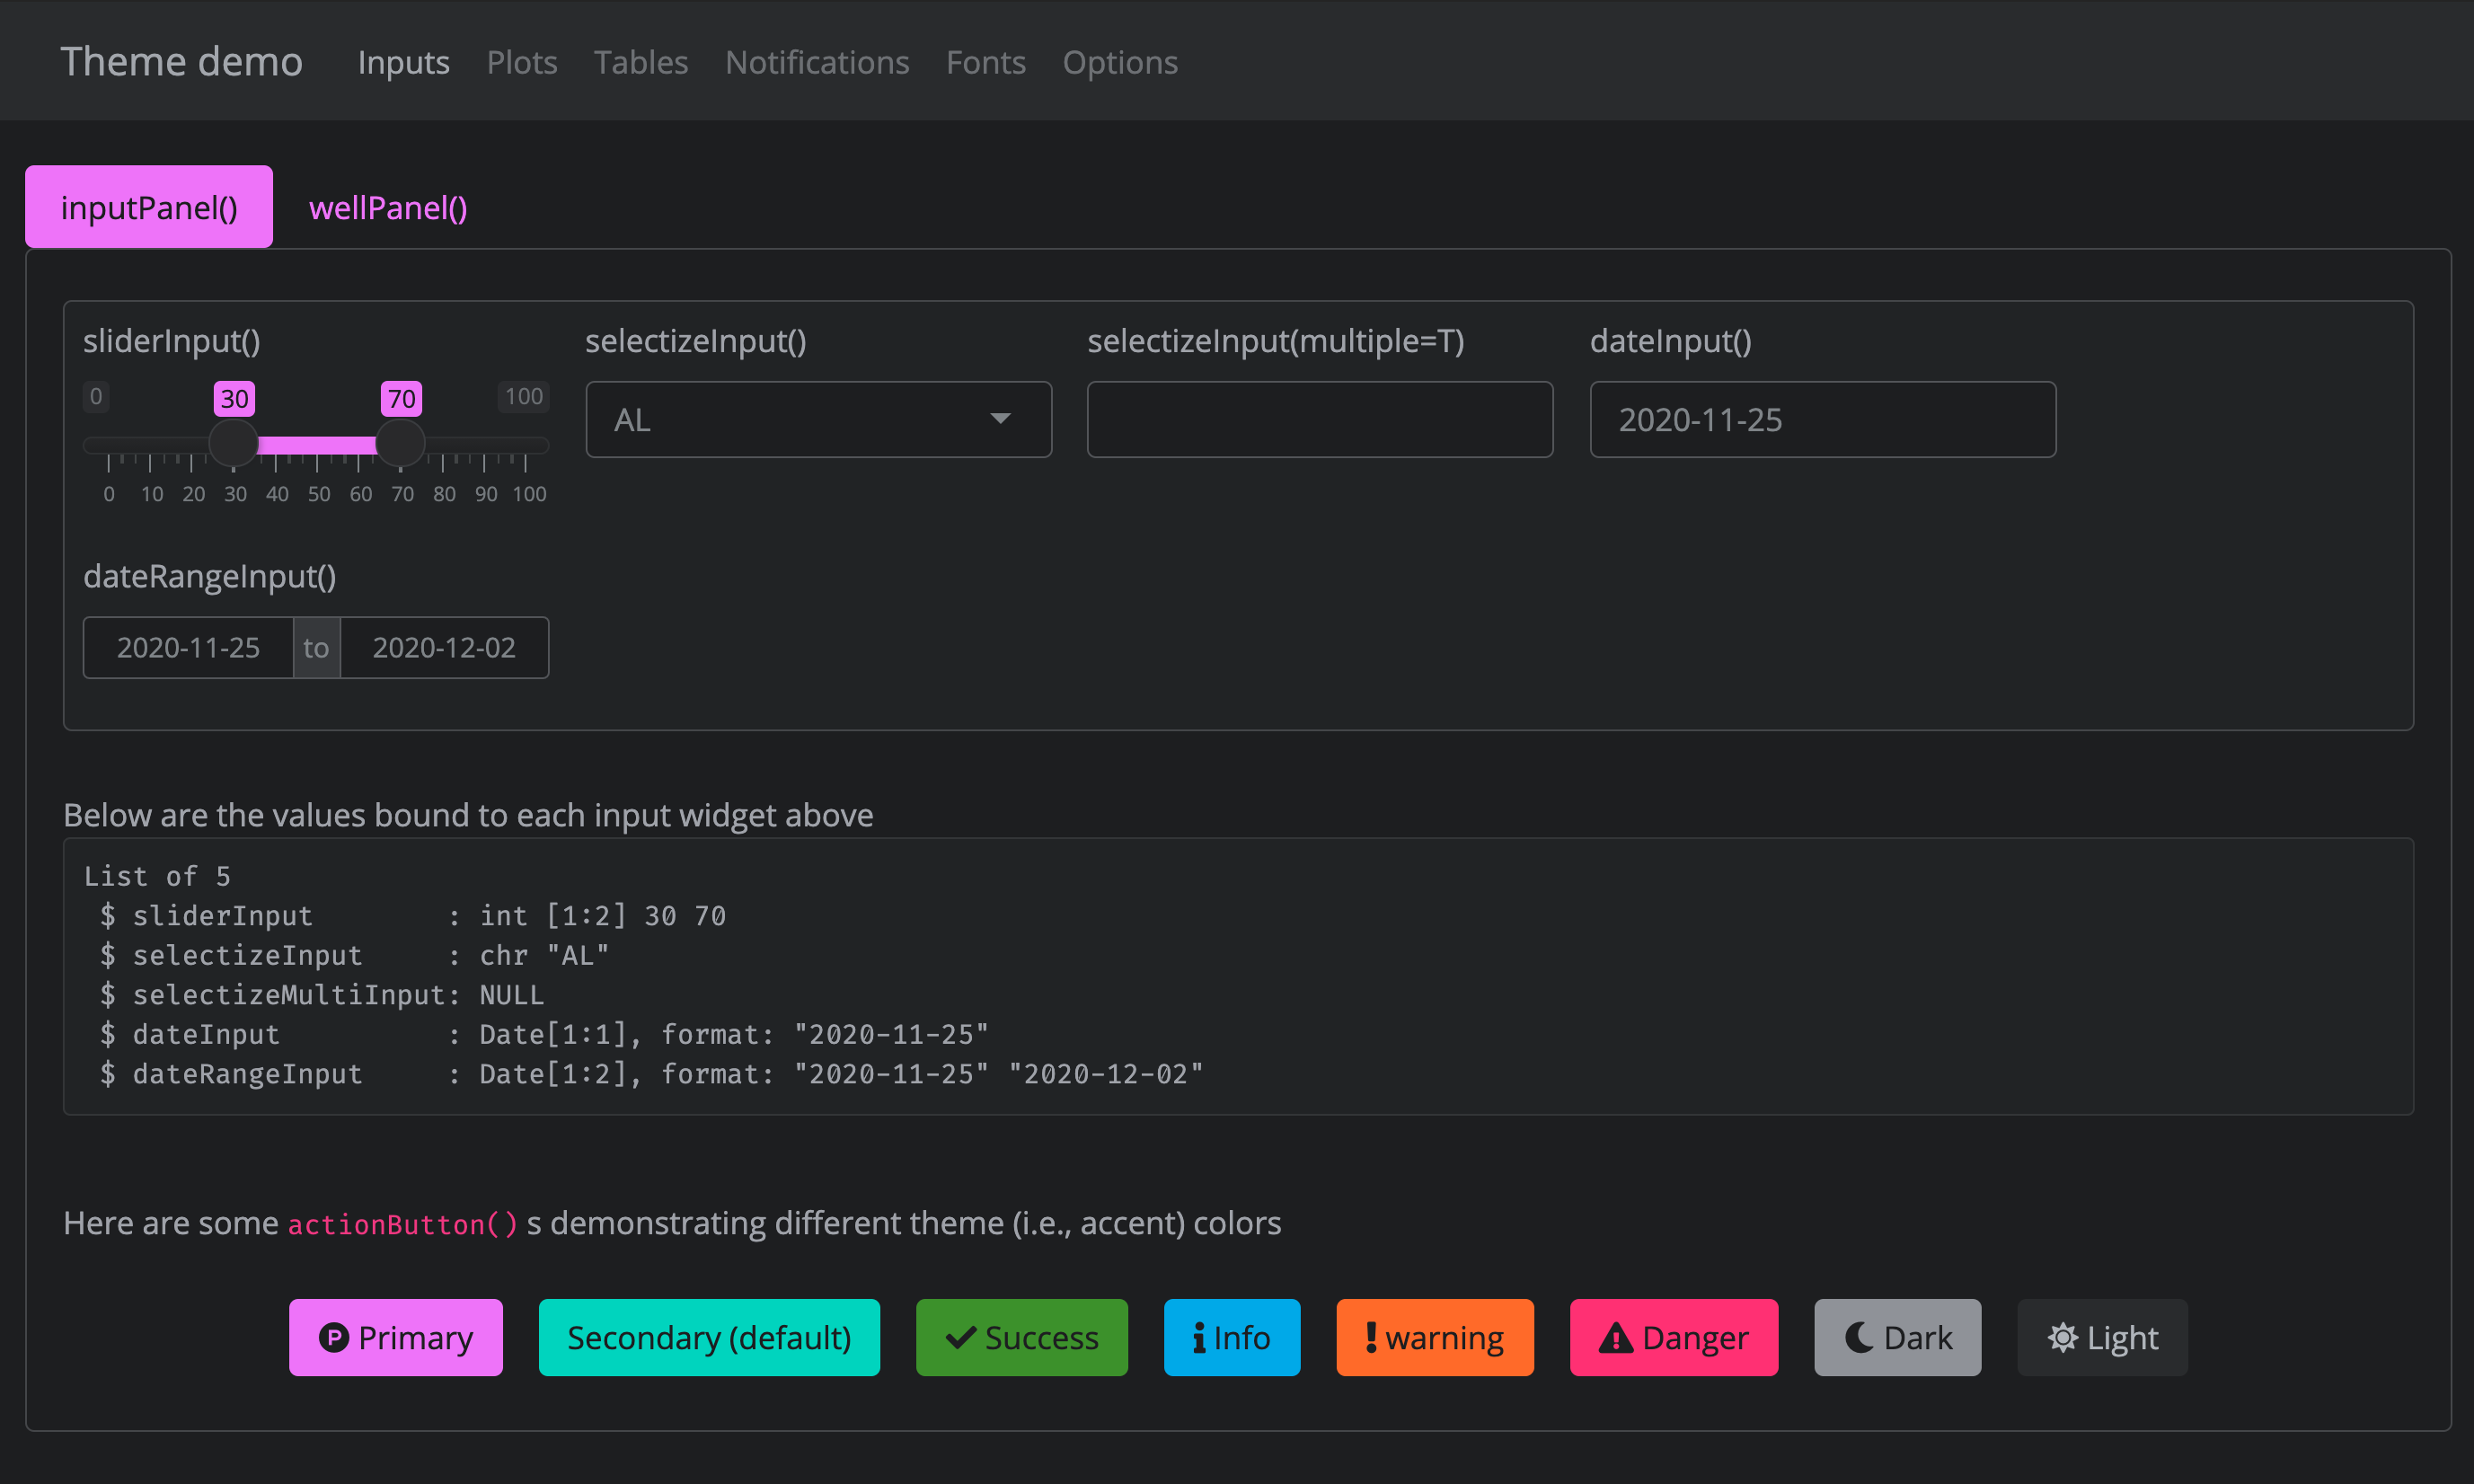 Theme demo Inputs Plots Tables Notifications Fonts Options
inputPanel() wellPanel()
sliderInput() selectizeInput() selectizeInput(multiple=T) dateInput()
0 30 70 100
AL 2020-11-25
0 10 20 30 40 50 60 70 80 90 100
dateRangeInput()
2020-11-25 to 2020-12-02
Below are the values bound to each input widget above
List of 5
 $ sliderInput        : int [1:2] 30 70
 $ selectizeInput     : chr "AL"
 $ selectizeMultiInput: NULL
 $ dateInput          : Date[1:1], format: "2020-11-25"
 $ dateRangeInput     : Date[1:2], format: "2020-11-25" "2020-12-02"
Here are some actionButton() s demonstrating different theme (i.e., accent) colors
Primary Secondary (default) Success Info warning Danger Dark Light